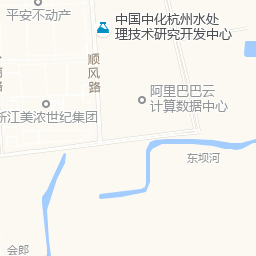 平安不动产
中国中化杭州水处
理技术研究开发中心
顺风路
阿里巴巴云
计算数据中心
浙江美浓世纪集团
东坝河
会郎